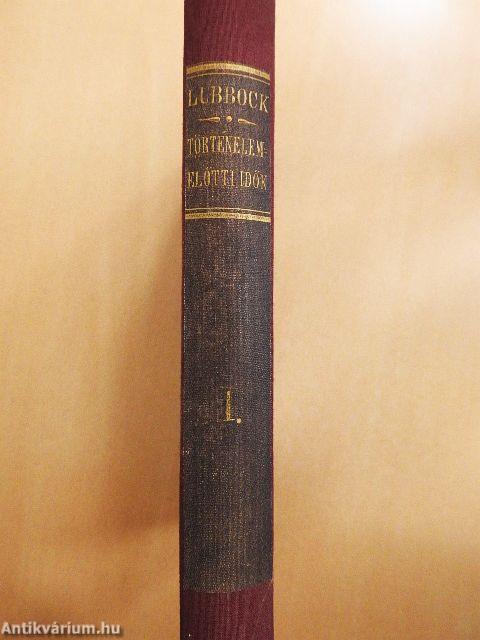 LUBBOCK
TÖRTÉNELEM-
ELŐTTI IDŐK
I.
Antikvárium.hu